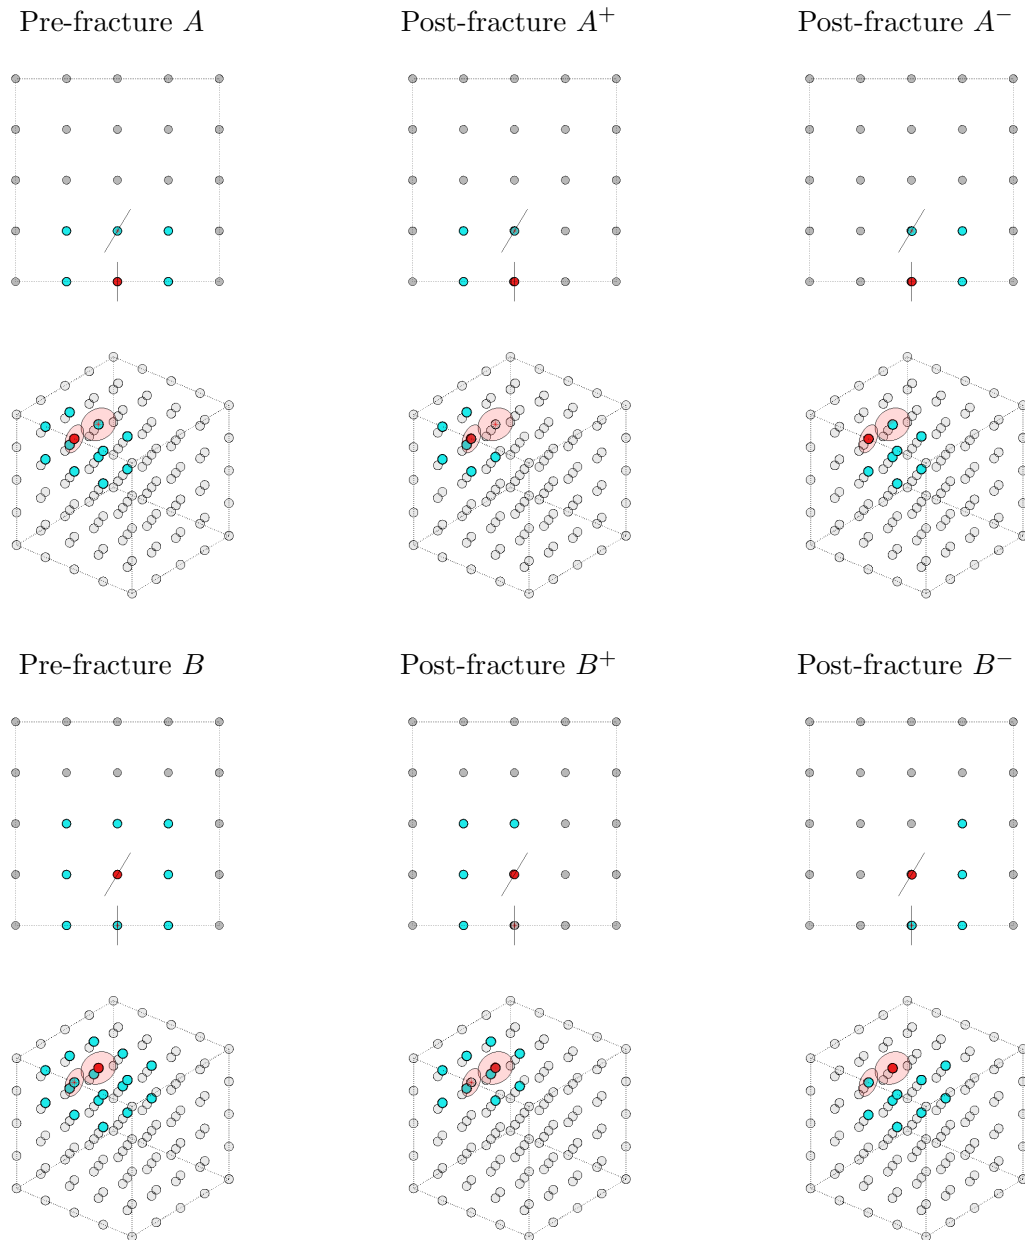 Pre-fracture A
Post-fracture A⁺
Post-fracture A⁻
Pre-fracture B
Post-fracture B⁺
Post-fracture B⁻